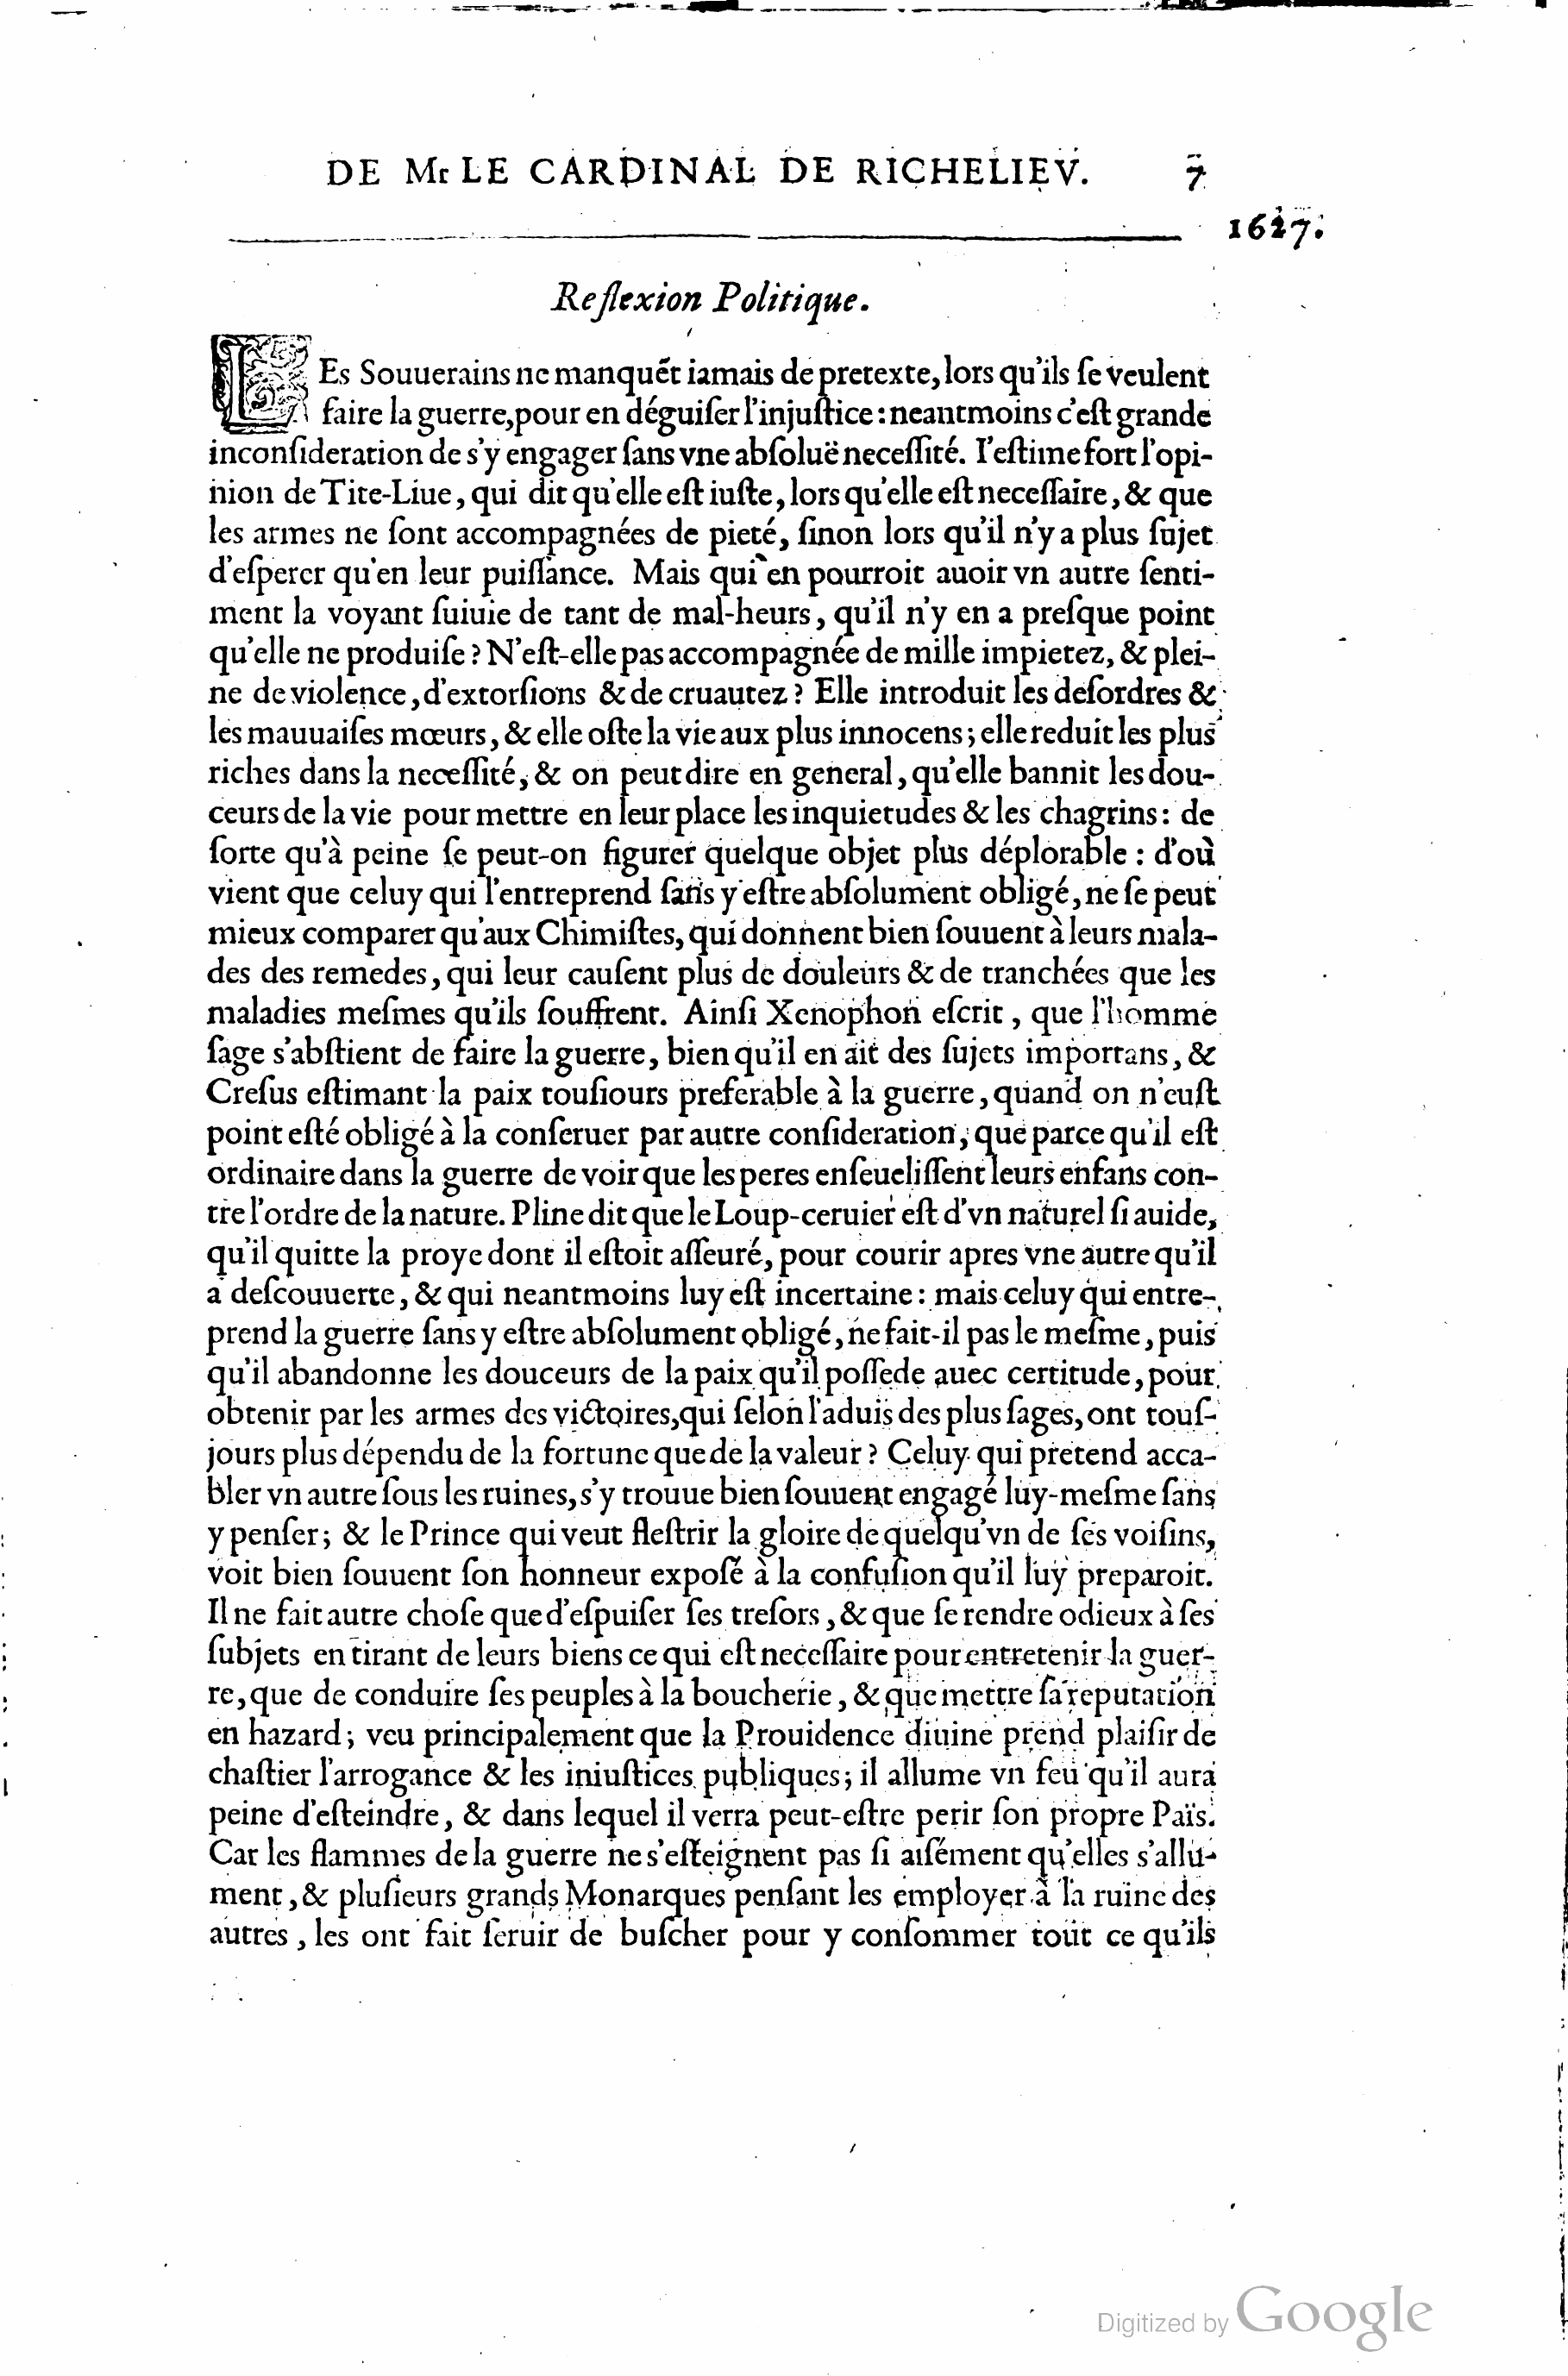 DE Mr LE CARDINAL DE RICHELIEV. 7
1627.
Reflexion Politique.
LEs Souuerains ne manquẽt iamais de pretexte, lors qu'ils ſe veulent
faire la guerre, pour en déguiſer l'injuſtice : neantmoins c'eſt grande
inconſideration de s'y engager ſans vne abſoluë neceſſité. I'eſtime fort l'opi-
nion de Tite-Liue, qui dit qu'elle eſt iuſte, lors qu'elle eſt neceſſaire, & que
les armes ne ſont accompagnées de pieté, ſinon lors qu'il n'y a plus ſujet
d'eſperer qu'en leur puiſſance. Mais qui en pourroit auoir vn autre ſenti-
ment la voyant ſuiuie de tant de mal-heurs, qu'il n'y en a preſque point
qu'elle ne produiſe ? N'eſt-elle pas accompagnée de mille impietez, & plei-
ne de violence, d'extorſions & de cruautez ? Elle introduit les deſordres &
les mauuaiſes mœurs, & elle oſte la vie aux plus innocens ; elle reduit les plus
riches dans la neceſſité, & on peut dire en general, qu'elle bannit les dou-
ceurs de la vie pour mettre en leur place les inquietudes & les chagrins : de
ſorte qu'à peine ſe peut-on figurer quelque objet plus déplorable : d'où
vient que celuy qui l'entreprend ſans y eſtre abſolument obligé, ne ſe peut
mieux comparer qu'aux Chimiſtes, qui donnent bien ſouuent à leurs mala-
des des remedes, qui leur cauſent plus de douleurs & de tranchées que les
maladies meſmes qu'ils ſouffrent. Ainſi Xenophon eſcrit, que l'homme
ſage s'abſtient de faire la guerre, bien qu'il en ait des ſujets importans, &
Creſus eſtimant la paix touſiours preferable à la guerre, quand on n'euſt
point eſté obligé à la conſeruer par autre conſideration, que parce qu'il eſt
ordinaire dans la guerre de voir que les peres enſeueliſſent leurs enfans con-
tre l'ordre de la nature. Pline dit que le Loup-ceruier eſt d'vn naturel ſi auide,
qu'il quitte la proye dont il eſtoit aſſeuré, pour courir apres vne autre qu'il
a deſcouuerte, & qui neantmoins luy eſt incertaine : mais celuy qui entre-
prend la guerre ſans y eſtre abſolument obligé, ne fait-il pas le meſme, puis
qu'il abandonne les douceurs de la paix qu'il poſſede auec certitude, pour
obtenir par les armes des victoires, qui ſelon l'aduis des plus ſages, ont touſ-
jours plus dépendu de la fortune que de la valeur ? Celuy qui pretend acca-
bler vn autre ſous les ruines, s'y trouue bien ſouuent engagé luy-meſme ſans
y penſer ; & le Prince qui veut fleſtrir la gloire de quelqu'vn de ſes voiſins,
voit bien ſouuent ſon honneur expoſé à la confuſion qu'il luy preparoit.
Il ne fait autre choſe que d'eſpuiſer ſes treſors, & que ſe rendre odieux à ſes
ſubjets en tirant de leurs biens ce qui eſt neceſſaire pour entretenir la guer-
re, que de conduire ſes peuples à la boucherie, & que mettre ſa reputation
en hazard ; veu principalement que la Prouidence diuine prend plaiſir de
chaſtier l'arrogance & les iniuſtices publiques ; il allume vn feu qu'il aura
peine d'eſteindre, & dans lequel il verra peut-eſtre perir ſon propre Païs.
Car les flammes de la guerre ne s'eſteignent pas ſi aiſément qu'elles s'allu-
ment, & pluſieurs grands Monarques penſant les employer à la ruine des
autres, les ont fait ſeruir de buſcher pour y conſommer tout ce qu'ils
Digitized by Google